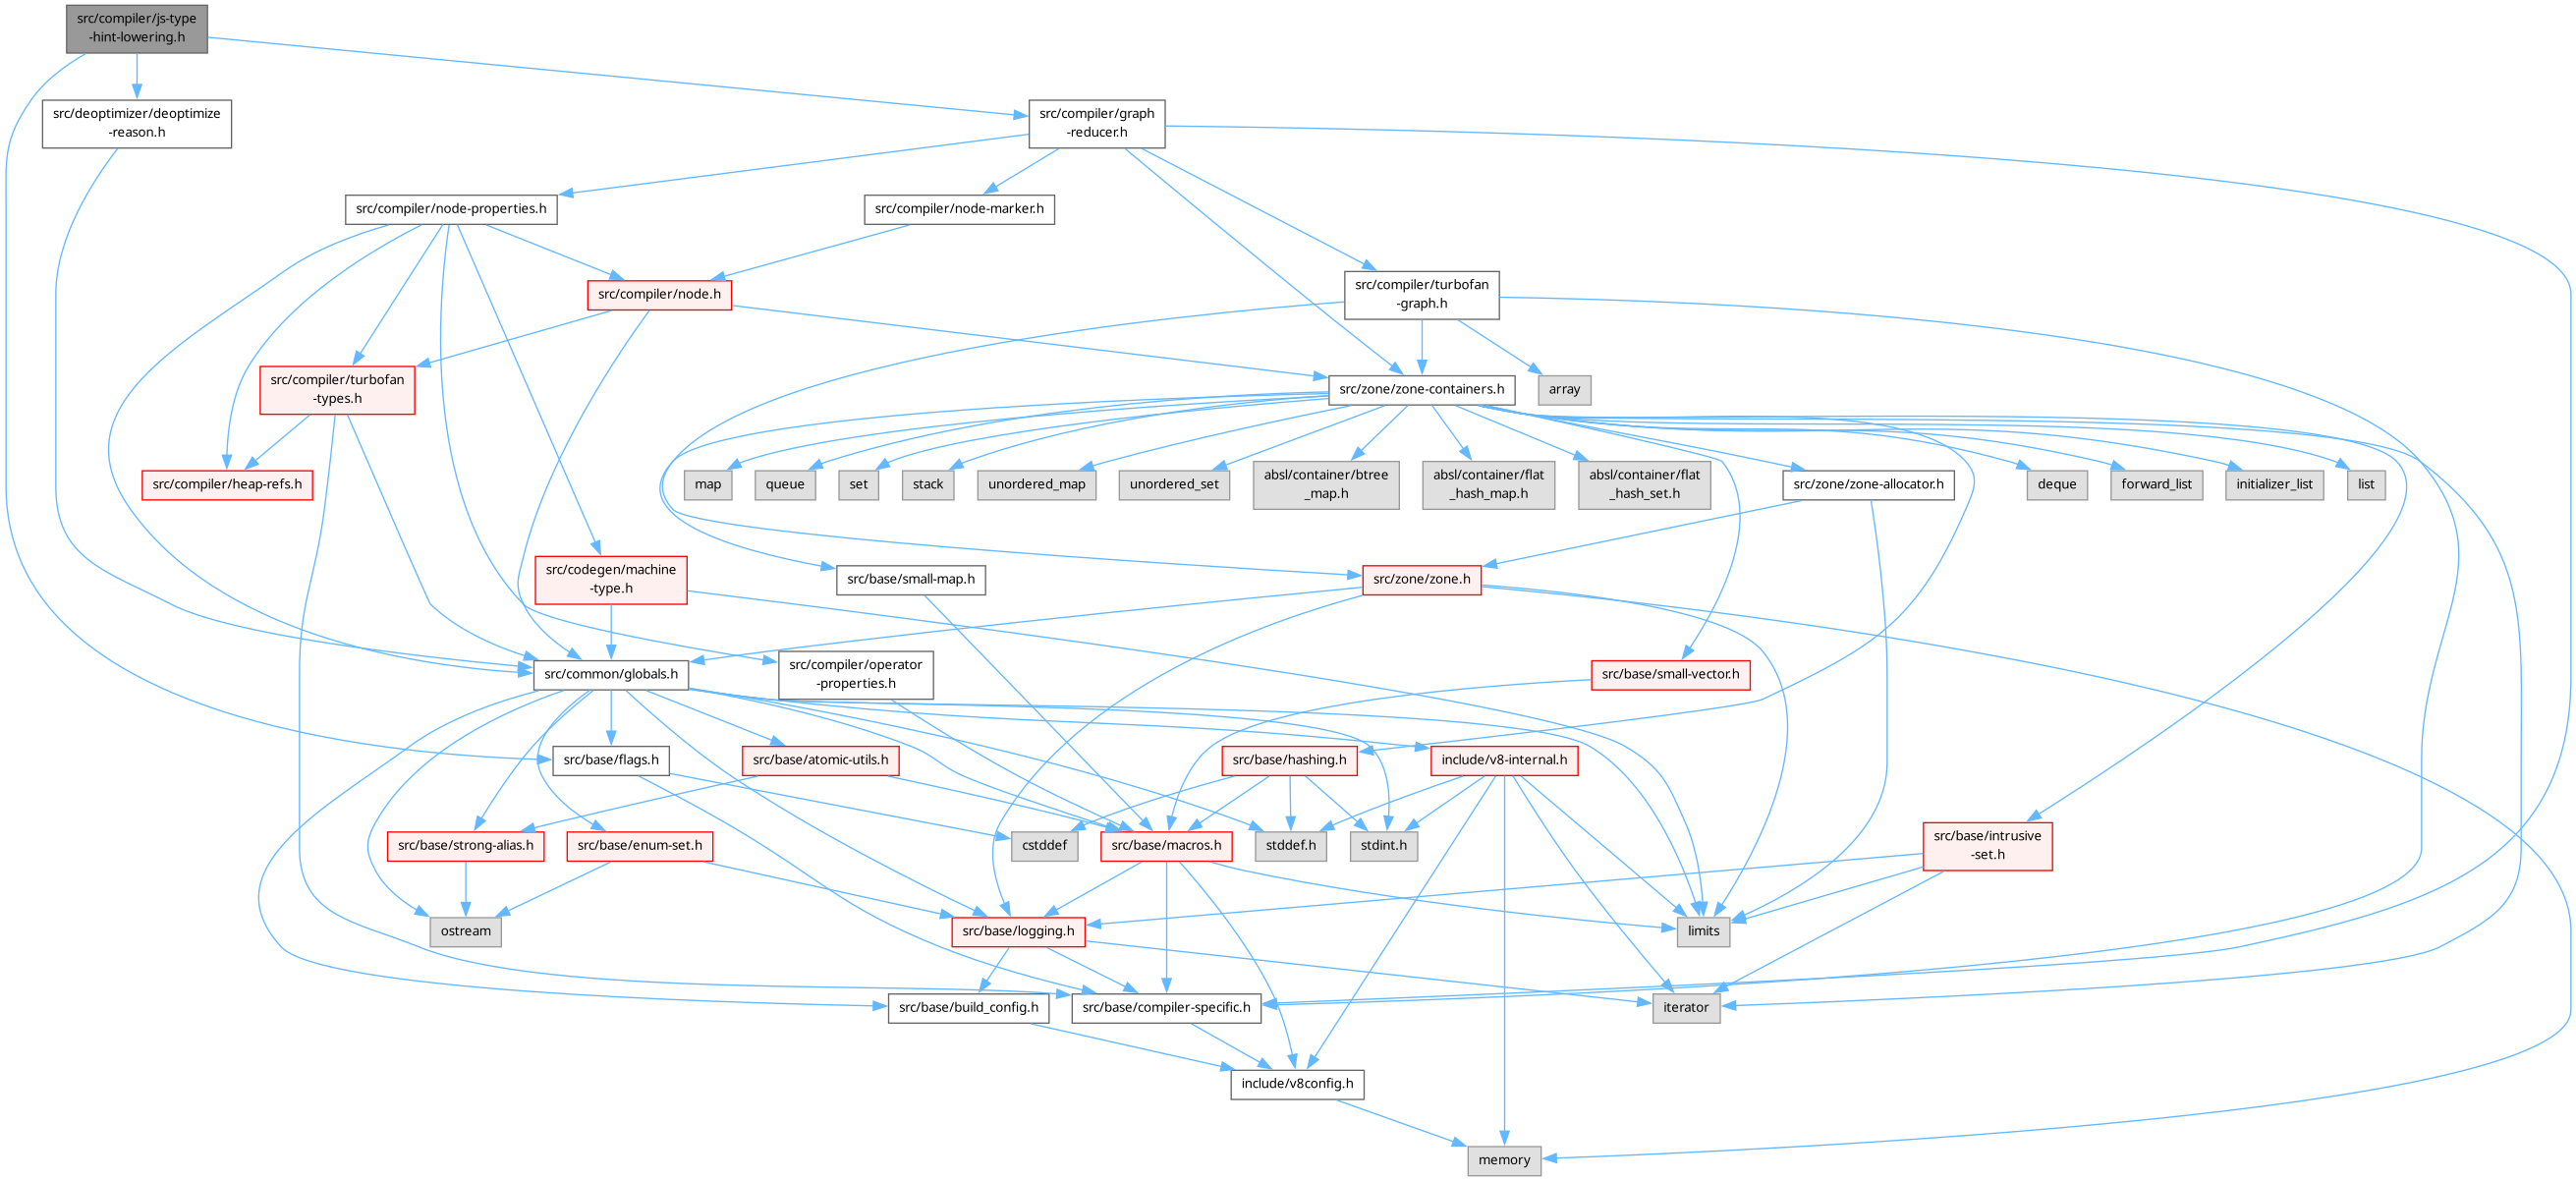 src/compiler/js-type
-hint-lowering.h
src/deoptimizer/deoptimize
-reason.h
src/compiler/graph
-reducer.h
src/compiler/node-properties.h
src/compiler/node-marker.h
src/compiler/node.h
src/compiler/turbofan
-graph.h
src/compiler/turbofan
-types.h
src/zone/zone-containers.h
array
src/compiler/heap-refs.h
map
queue
set
stack
unordered_map
unordered_set
absl/container/btree
_map.h
absl/container/flat
_hash_map.h
absl/container/flat
_hash_set.h
src/zone/zone-allocator.h
deque
forward_list
initializer_list
list
src/codegen/machine
-type.h
src/base/small-map.h
src/zone/zone.h
src/common/globals.h
src/compiler/operator
-properties.h
src/base/small-vector.h
src/base/flags.h
src/base/atomic-utils.h
src/base/hashing.h
include/v8-internal.h
src/base/strong-alias.h
src/base/enum-set.h
cstddef
src/base/macros.h
stddef.h
stdint.h
src/base/intrusive
-set.h
ostream
src/base/logging.h
limits
src/base/build_config.h
src/base/compiler-specific.h
iterator
include/v8config.h
memory